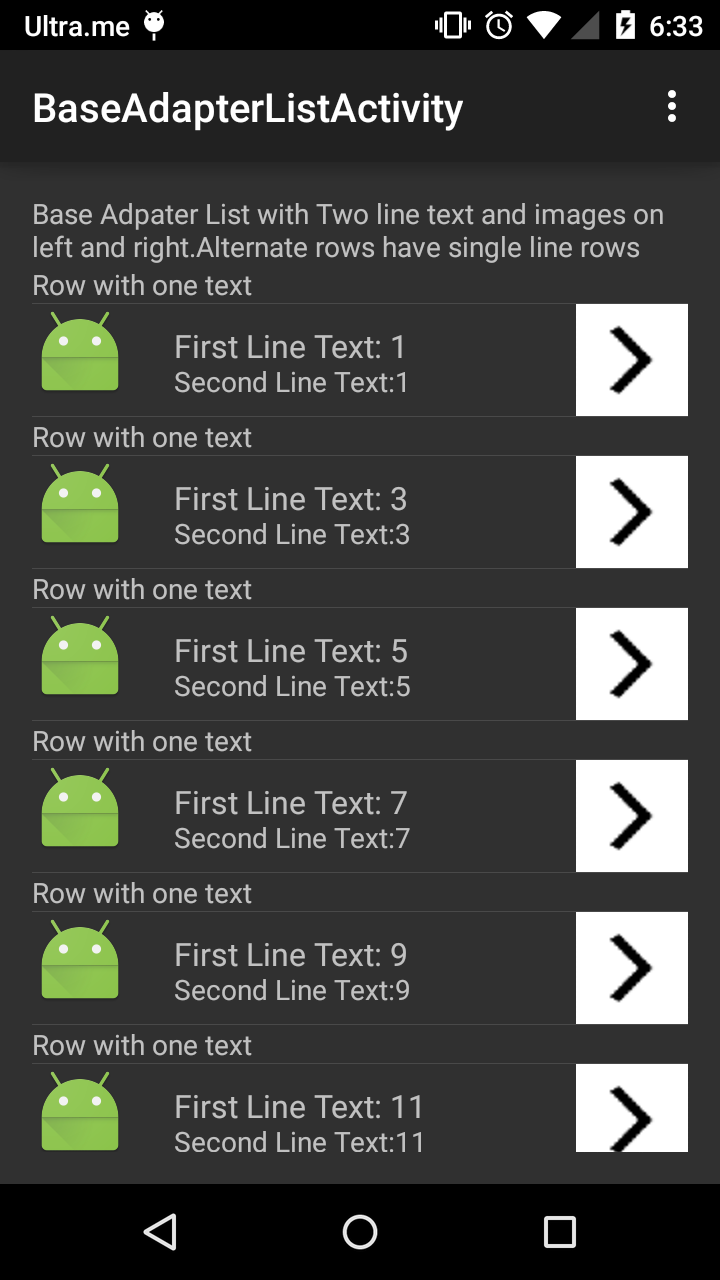 Ultra.me 6:33
BaseAdapterListActivity
Base Adpater List with Two line text and images on
left and right.Alternate rows have single line rows
Row with one text
First Line Text: 1
Second Line Text:1
Row with one text
First Line Text: 3
Second Line Text:3
Row with one text
First Line Text: 5
Second Line Text:5
Row with one text
First Line Text: 7
Second Line Text:7
Row with one text
First Line Text: 9
Second Line Text:9
Row with one text
First Line Text: 11
Second Line Text:11